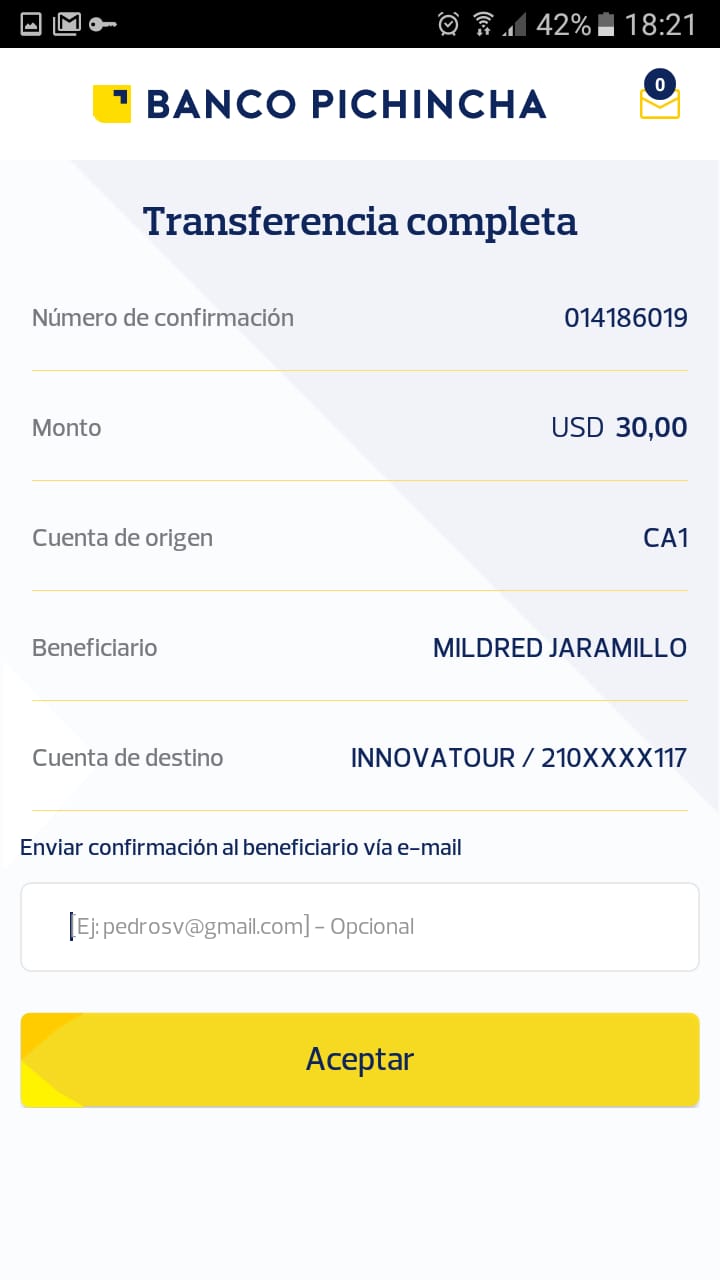 42% 18:21
BANCO PICHINCHA
0
Transferencia completa
Número de confirmación 014186019
Monto USD 30,00
Cuenta de origen CA1
Beneficiario MILDRED JARAMILLO
Cuenta de destino INNOVATOUR / 210XXXX117
Enviar confirmación al beneficiario vía e-mail
[Ej: pedrosv@gmail.com] - Opcional
Aceptar